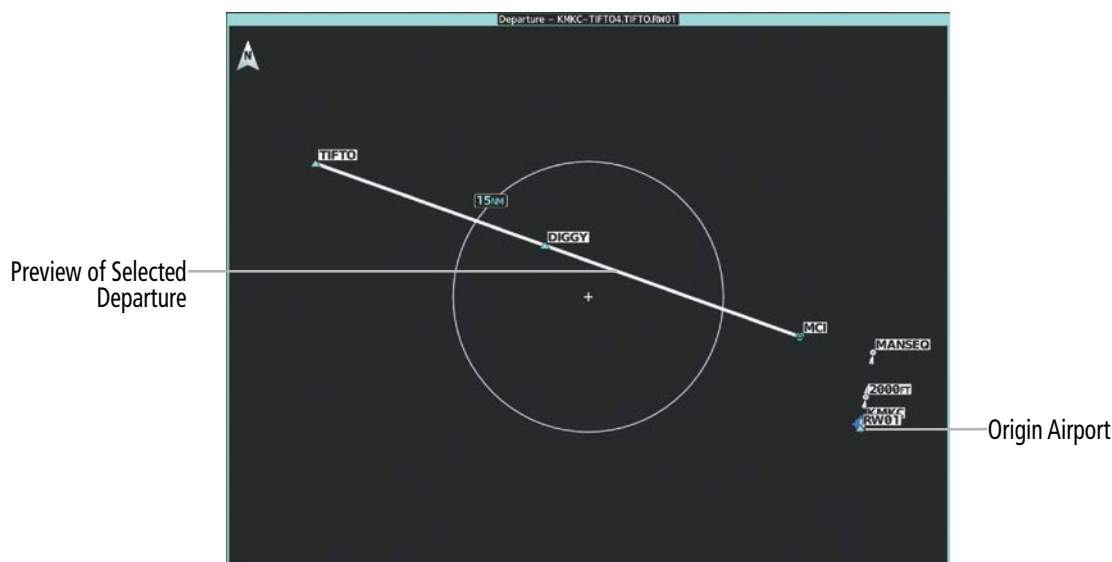 Departure – KMKC–TIFTO4.TIFTO.RW01
N
TIFTO
15NM
DIGGY
Preview of Selected
Departure
MCI
MANSEQ
2000FT
KMKC
RW01
Origin Airport